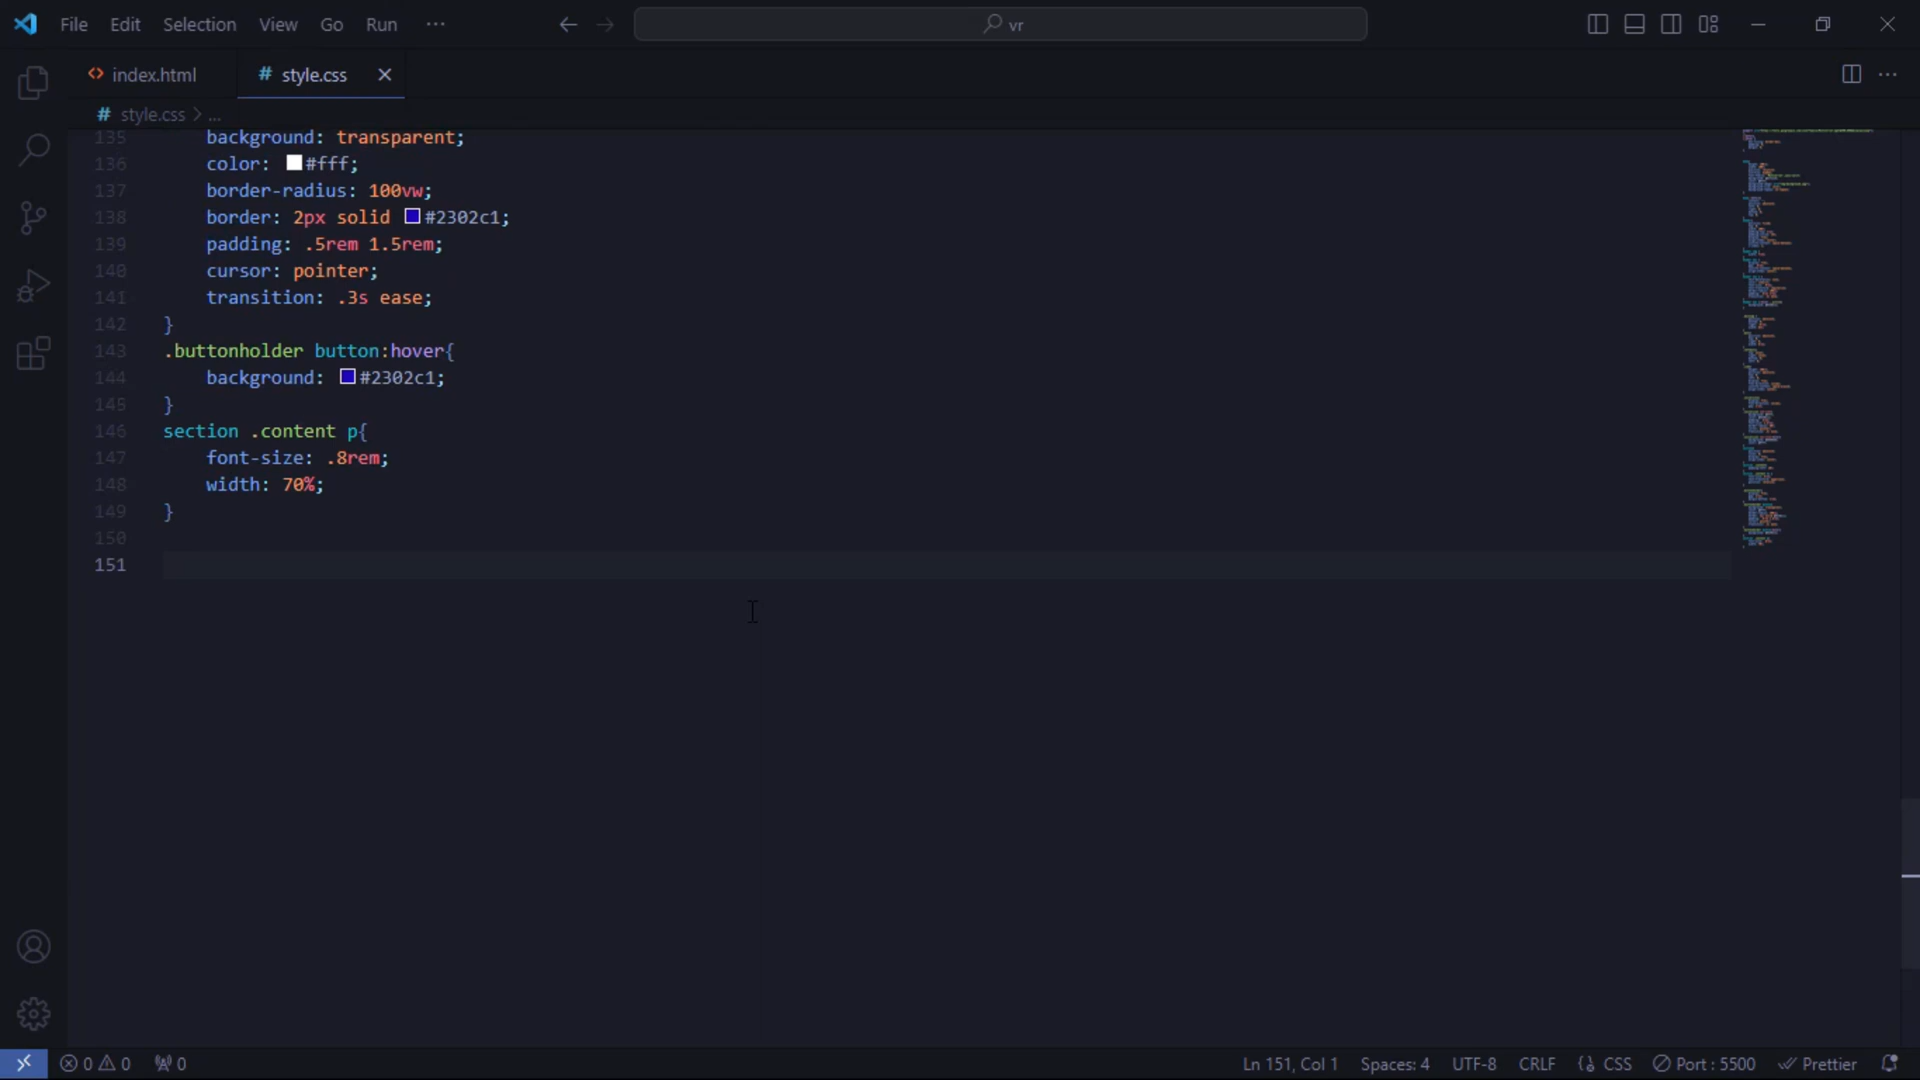 File Edit Selection View Go Run ··· vr
index.html # style.css
# style.css > ...
135 background: transparent;
136 color: #fff;
137 border-radius: 100vw;
138 border: 2px solid #2302c1;
139 padding: .5rem 1.5rem;
140 cursor: pointer;
141 transition: .3s ease;
142 }
143 .buttonholder button:hover{
144 background: #2302c1;
145 }
146 section .content p{
147 font-size: .8rem;
148 width: 70%;
149 }
150
151
0 0 0 Ln 151, Col 1 Spaces: 4 UTF-8 CRLF {} CSS Port : 5500 Prettier